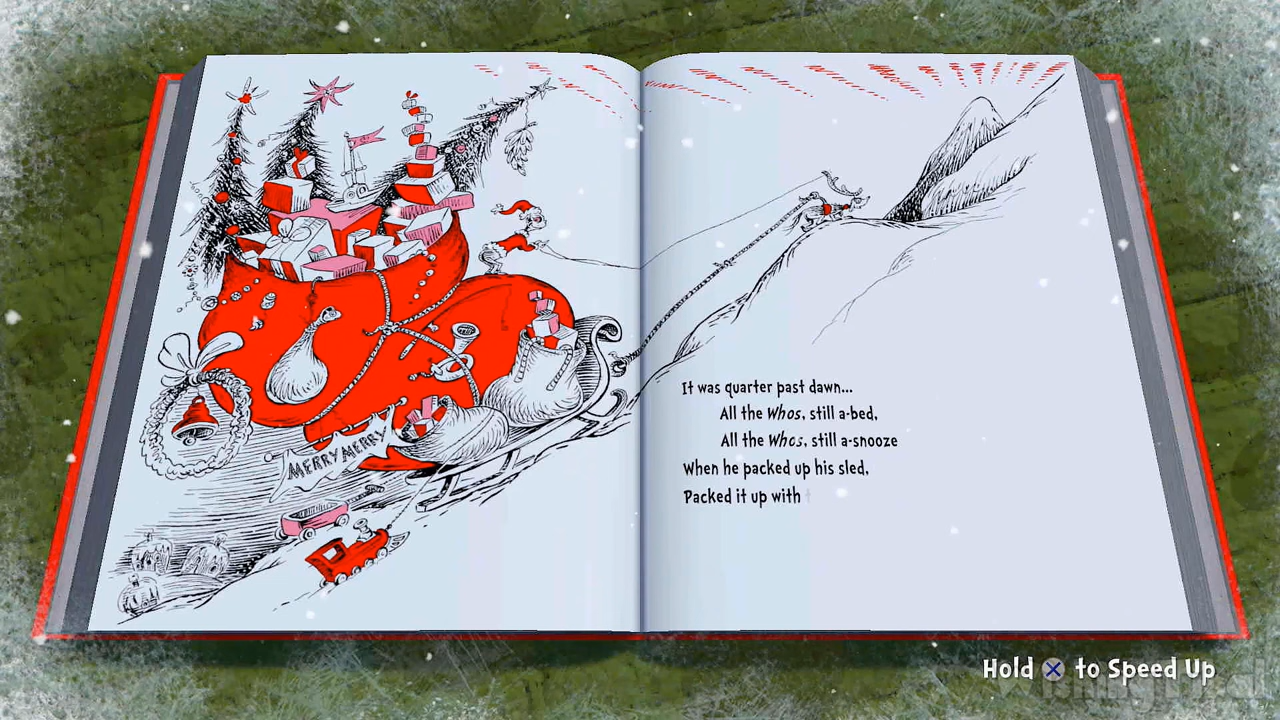 MERRY MERRY
It was quarter past dawn...
All the Whos, still a-bed,
All the Whos, still a-snooze
When he packed up his sled,
Packed it up with
Hold ⊗ to Speed Up